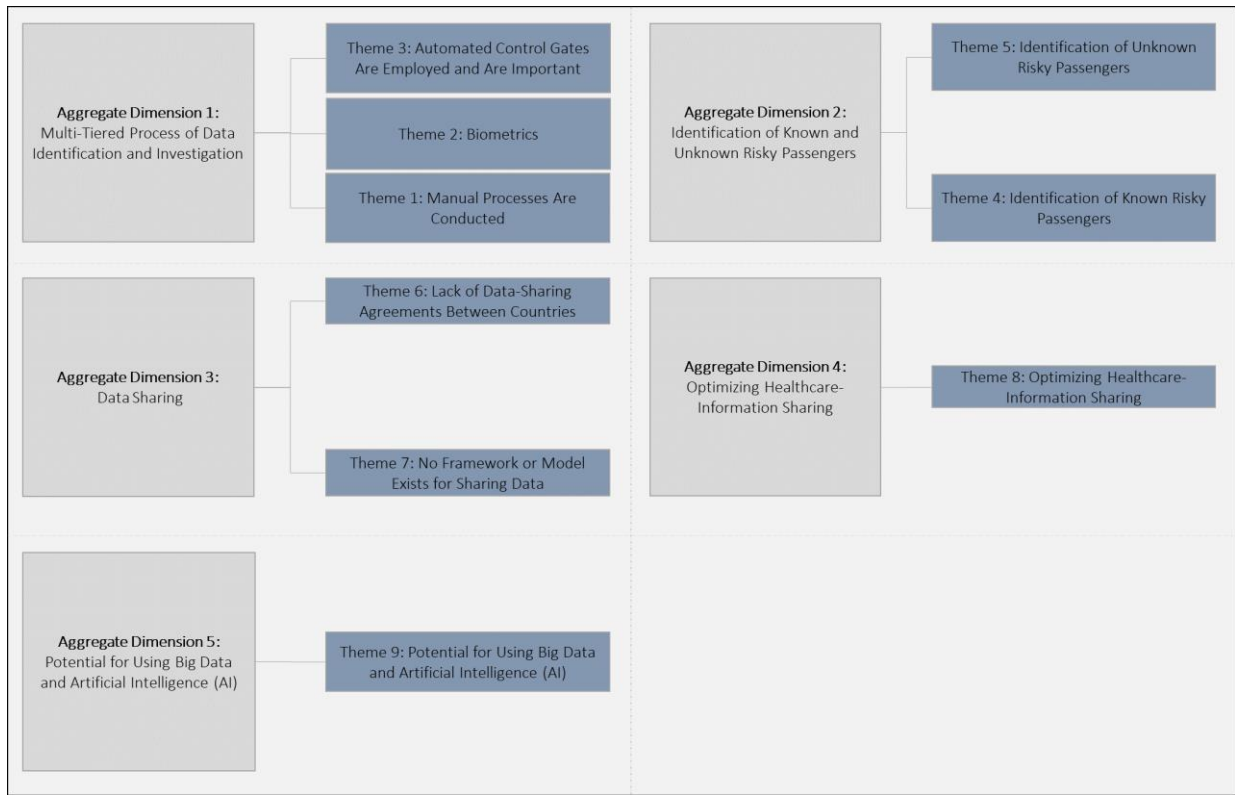 Aggregate Dimension 1:
Multi-Tiered Process of Data
Identification and Investigation
Theme 3: Automated Control Gates
Are Employed and Are Important
Theme 2: Biometrics
Theme 1: Manual Processes Are
Conducted
Aggregate Dimension 2:
Identification of Known and
Unknown Risky Passengers
Theme 5: Identification of Unknown
Risky Passengers
Theme 4: Identification of Known Risky
Passengers
Aggregate Dimension 3:
Data Sharing
Theme 6: Lack of Data-Sharing
Agreements Between Countries
Theme 7: No Framework or Model
Exists for Sharing Data
Aggregate Dimension 4:
Optimizing Healthcare-
Information Sharing
Theme 8: Optimizing Healthcare-
Information Sharing
Aggregate Dimension 5:
Potential for Using Big Data
and Artificial Intelligence (AI)
Theme 9: Potential for Using Big Data
and Artificial Intelligence (AI)